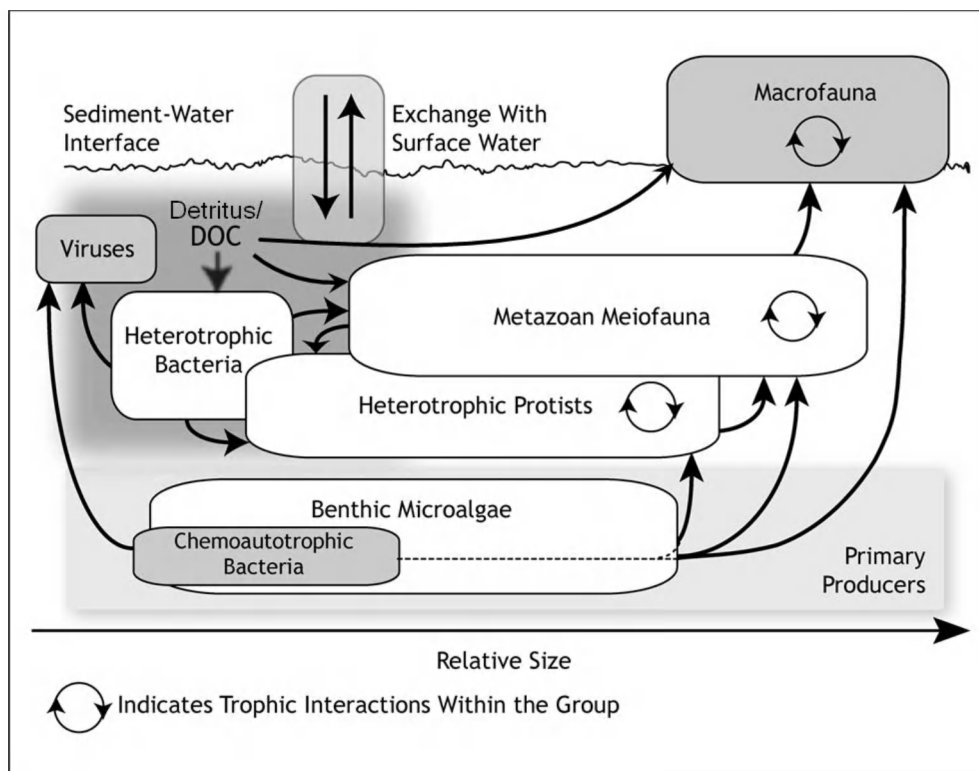 Macrofauna
Sediment-Water
Interface
Exchange With
Surface Water
Detritus/
DOC
Viruses
Heterotrophic
Bacteria
Metazoan Meiofauna
Heterotrophic Protists
Benthic Microalgae
Chemoautotrophic
Bacteria
Primary
Producers
Relative Size
Indicates Trophic Interactions Within the Group